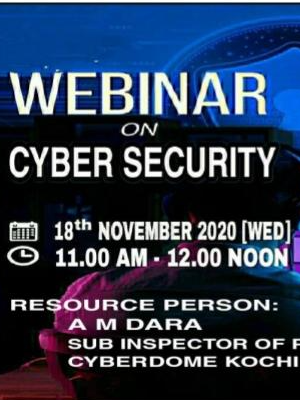 WEBINAR
ON
CYBER SECURITY
18th NOVEMBER 2020 [WED]
11.00 AM - 12.00 NOON
RESOURCE PERSON:
A M DARA
SUB INSPECTOR OF
CYBERDOME KOCHI